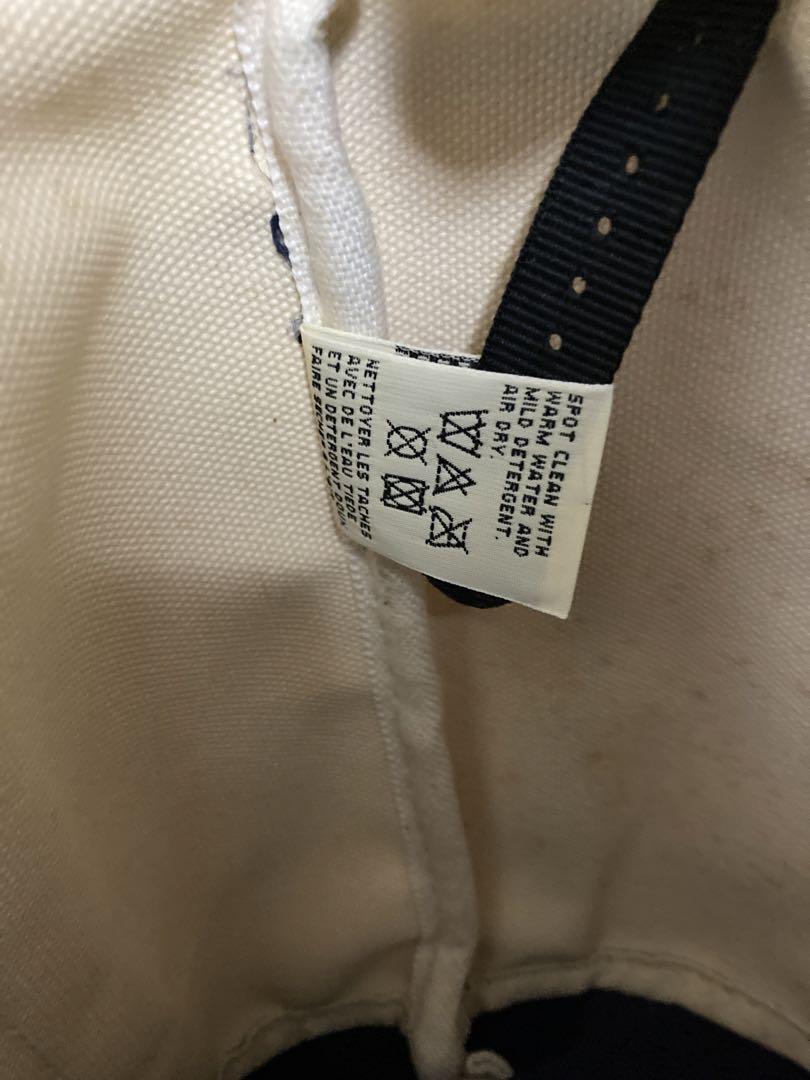 SPOT CLEAN WITH
WARM WATER AND
MILD DETERGENT.
AIR DRY.
NETTOYER LES TACHES
AVEC DE L'EAU TIEDE
ET UN DETERGENT DOUX.
FAIRE